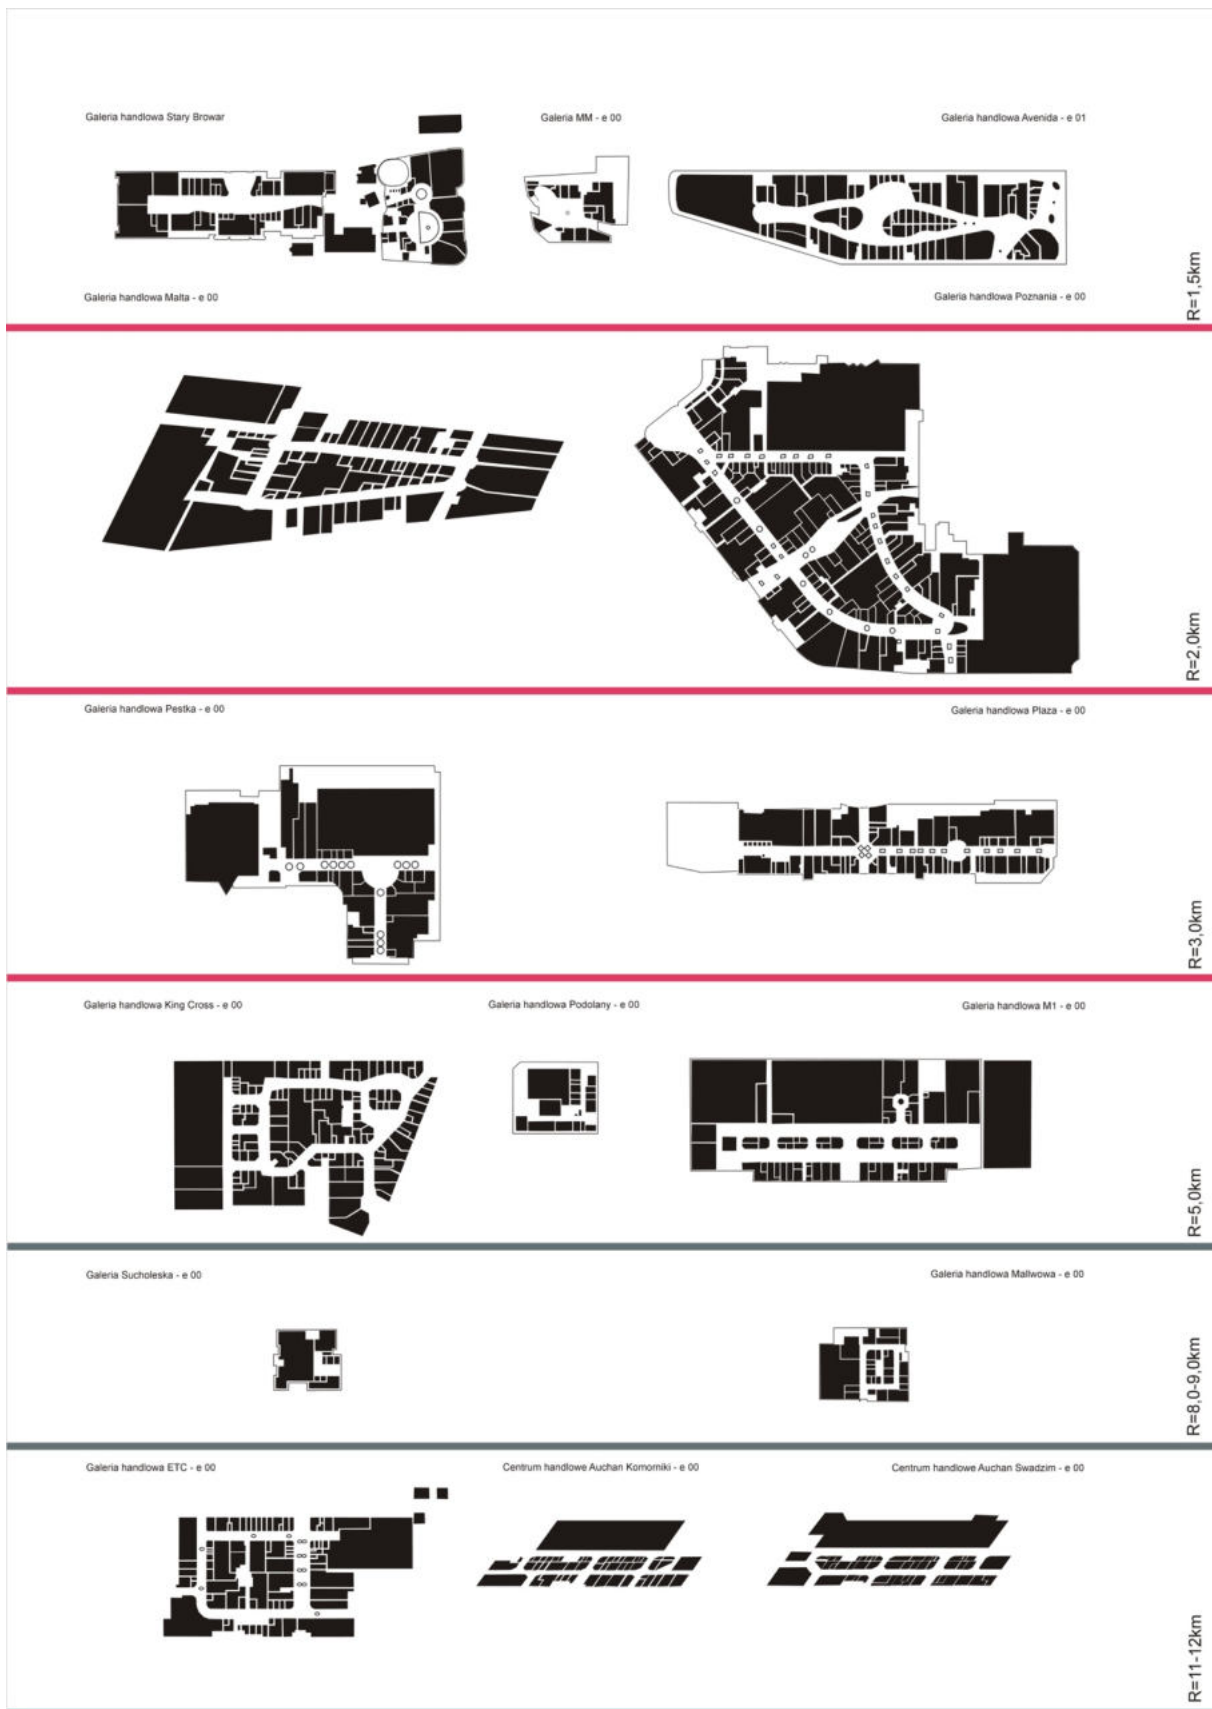 Galeria handlowa Stary Browar
Galeria MM - e 00
Galeria handlowa Avenida - e 01
R=1,5km
Galeria handlowa Malta - e 00
Galeria handlowa Poznania - e 00
R=2,0km
Galeria handlowa Pestka - e 00
Galeria handlowa Plaza - e 00
R=3,0km
Galeria handlowa King Cross - e 00
Galeria handlowa Podolany - e 00
Galeria handlowa M1 - e 00
R=5,0km
Galeria Sucholeska - e 00
Galeria handlowa Mallwowa - e 00
R=8,0-9,0km
Galeria handlowa ETC - e 00
Centrum handlowe Auchan Komorniki - e 00
Centrum handlowe Auchan Swadzim - e 00
R=11-12km